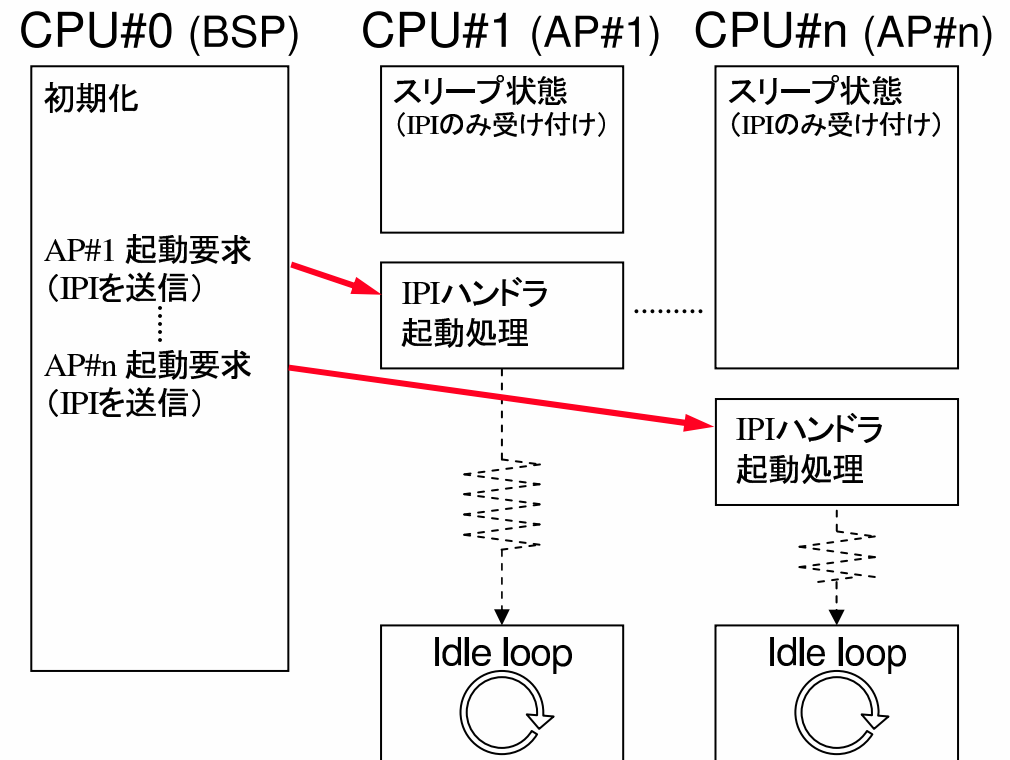 CPU#0 (BSP)
初期化
AP#1 起動要求
（IPIを送信）
AP#n 起動要求
（IPIを送信）
CPU#1 (AP#1)
スリープ状態
（IPIのみ受け付け）
IPIハンドラ
起動処理
Idle loop
.........
CPU#n (AP#n)
スリープ状態
（IPIのみ受け付け）
IPIハンドラ
起動処理
Idle loop